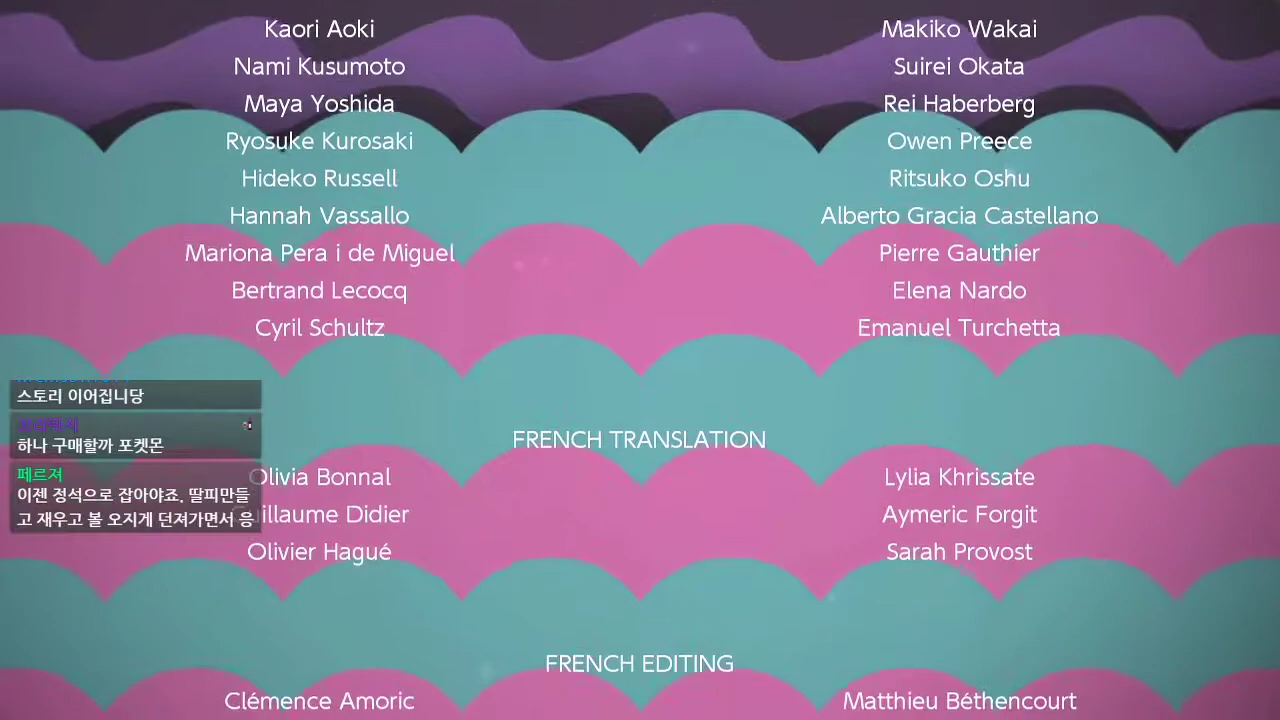 Kaori Aoki
Makiko Wakai
Nami Kusumoto
Suirei Okata
Maya Yoshida
Rei Haberberg
Ryosuke Kurosaki
Owen Preece
Hideko Russell
Ritsuko Oshu
Hannah Vassallo
Alberto Gracia Castellano
Mariona Pera i de Miguel
Pierre Gauthier
Bertrand Lecocq
Elena Nardo
Cyril Schultz
Emanuel Turchetta
스토리 이어집니당
하나 구매할까 포켓몬
페르져
이젠 정석으로 잡아야죠, 딸피만들
고 재우고 볼 오지게 던져가면서 응
FRENCH TRANSLATION
Olivia Bonnal
Lylia Khrissate
Guillaume Didier
Aymeric Forgit
Olivier Hagué
Sarah Provost
FRENCH EDITING
Clémence Amoric
Matthieu Béthencourt